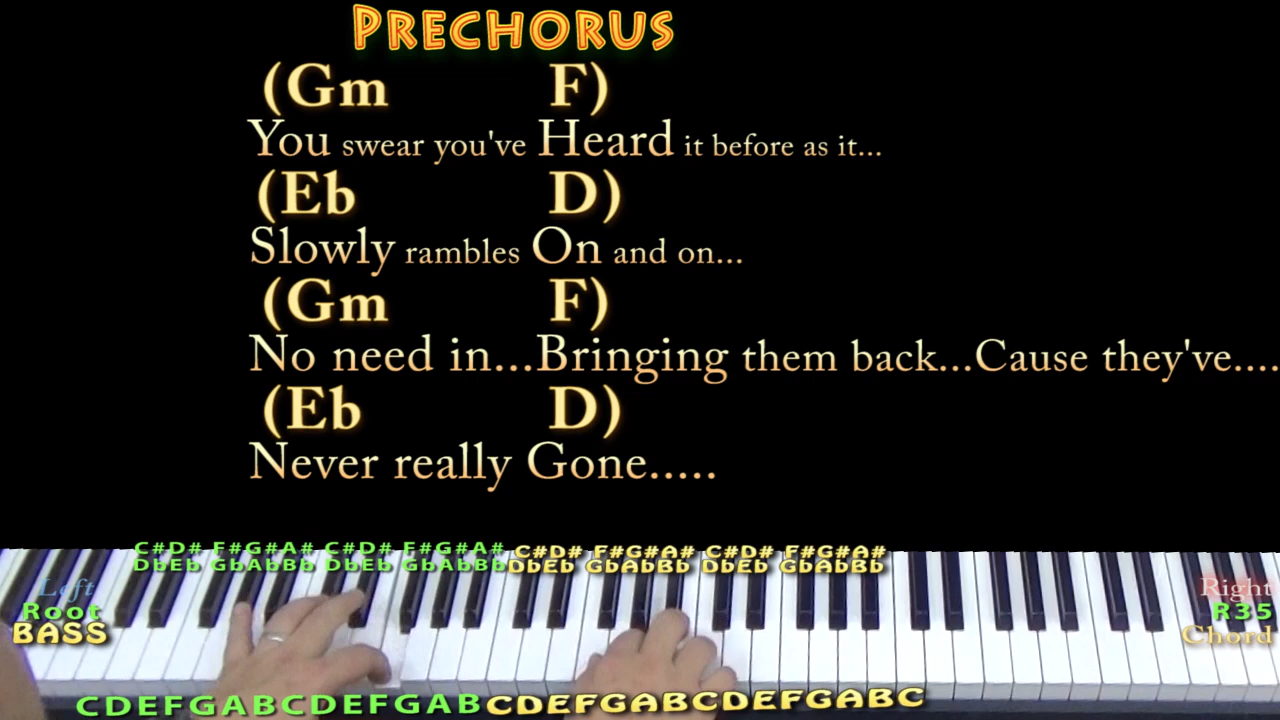 PRECHORUS
(Gm F)
You swear you've Heard it before as it...
(Eb D)
Slowly rambles On and on...
(Gm F)
No need in...Bringing them back...Cause they've....
(Eb D)
Never really Gone.....
C#D# F#G#A# C#D# F#G#A# C#D# F#G#A# C#D# F#G#A#
DbEb GbAbBb DbEb GbAbBb DbEb GbAbBb DbEb GbAbBb
Left
Root
BASS
Right
R35
Chord
CDEFGABCDEFGABCDEFGABCDEFGABC